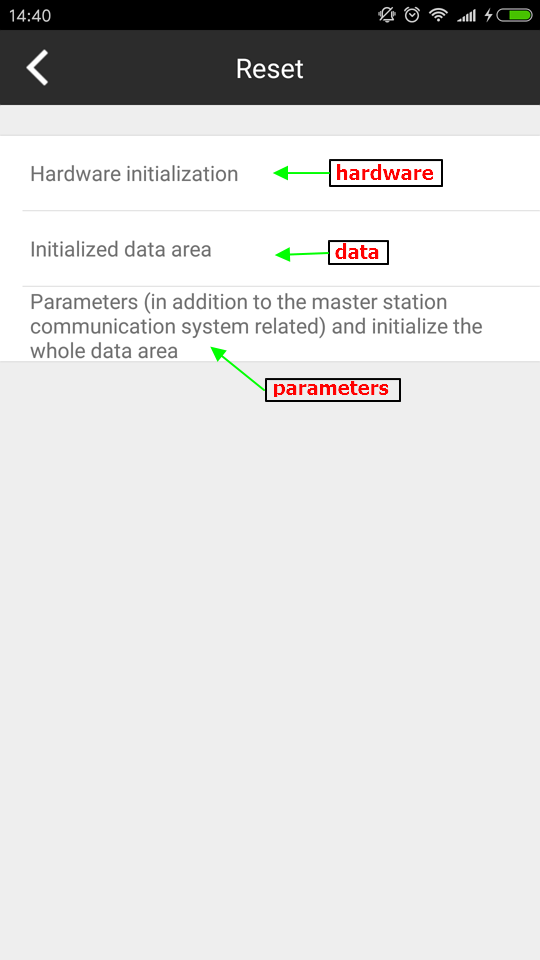 14:40
Reset
Hardware initialization
hardware
Initialized data area
data
Parameters (in addition to the master station
communication system related) and initialize the
whole data area
parameters